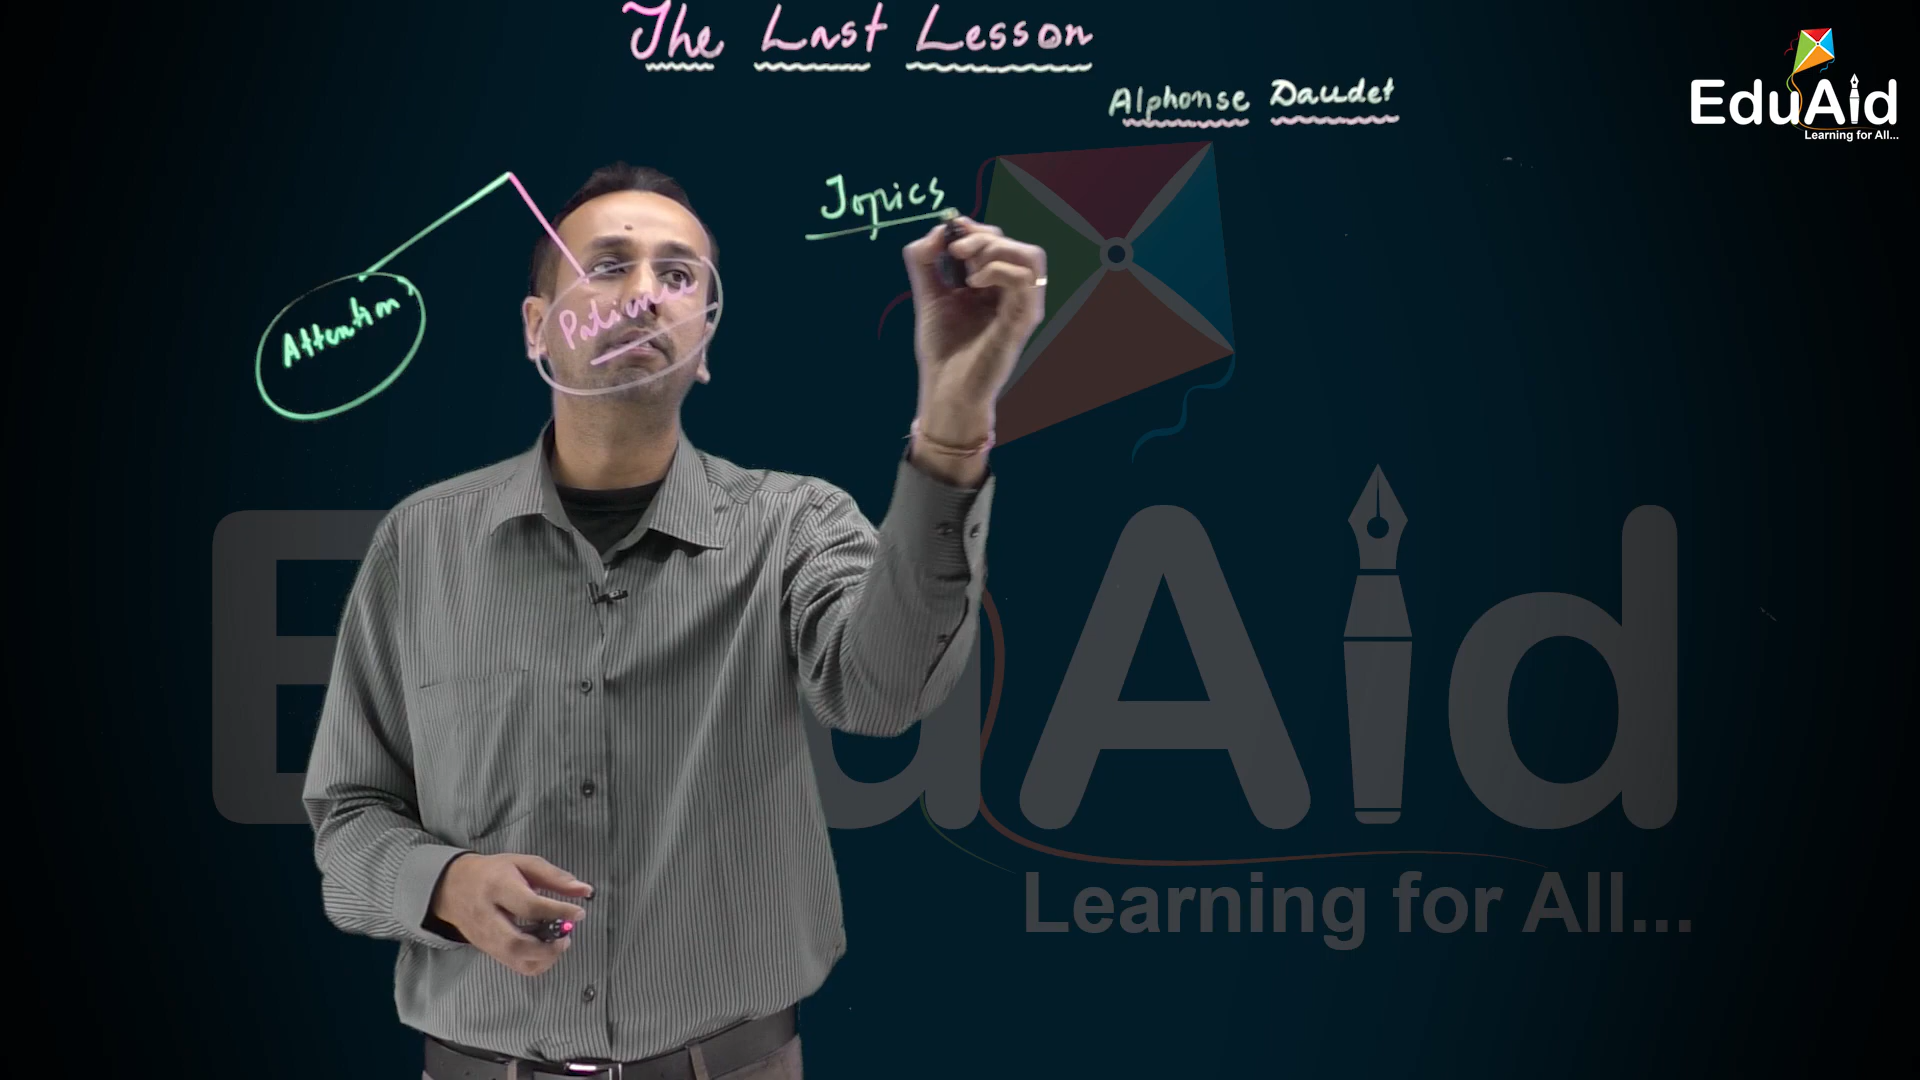 The Last Lesson
Alphonse Daudet
EduAid
Learning for All...
Topics
Attention
Patience
EduAid
Learning for All...